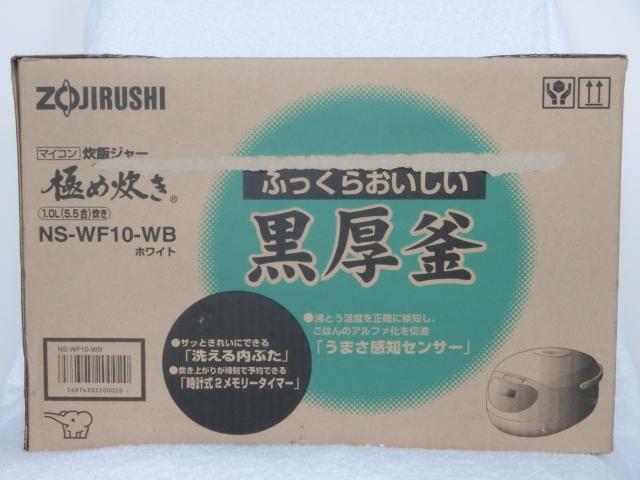 ZOJIRUSHI
マイコン 炊飯ジャー
極め炊き®
1.0L(5.5合)炊き
NS-WF10-WB
ホワイト
ふっくらおいしい
黒厚釜
●沸とう温度を正確に検知し、
ごはんのアルファ化を促進
「うまさ感知センサー」
●サッときれいにできる
「洗える内ぶた」
●炊き上がりが時刻で予約できる
「時計式2メモリータイマー」
NS-WF10-WB